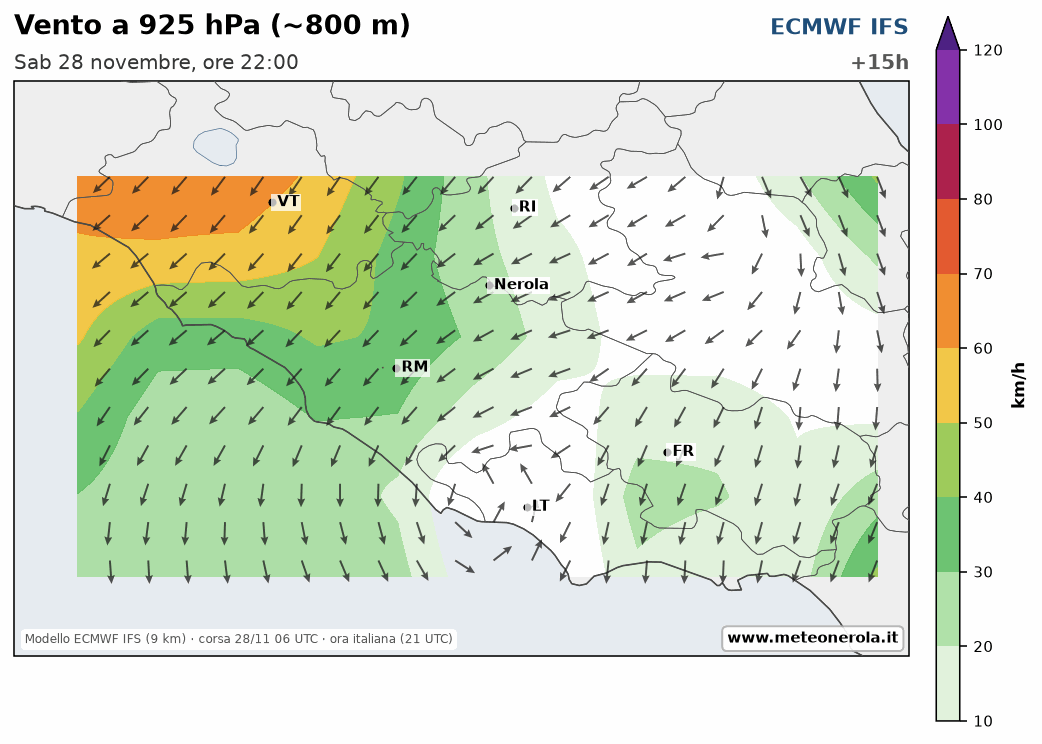 Vento a 925 hPa (~800 m)
ECMWF IFS
Sab 28 novembre, ore 22:00
+15h
VT
RI
Nerola
RM
FR
LT
120
100
80
70
60
50
40
30
20
10
km/h
Modello ECMWF IFS (9 km) · corsa 28/11 06 UTC · ora italiana (21 UTC)
www.meteonerola.it